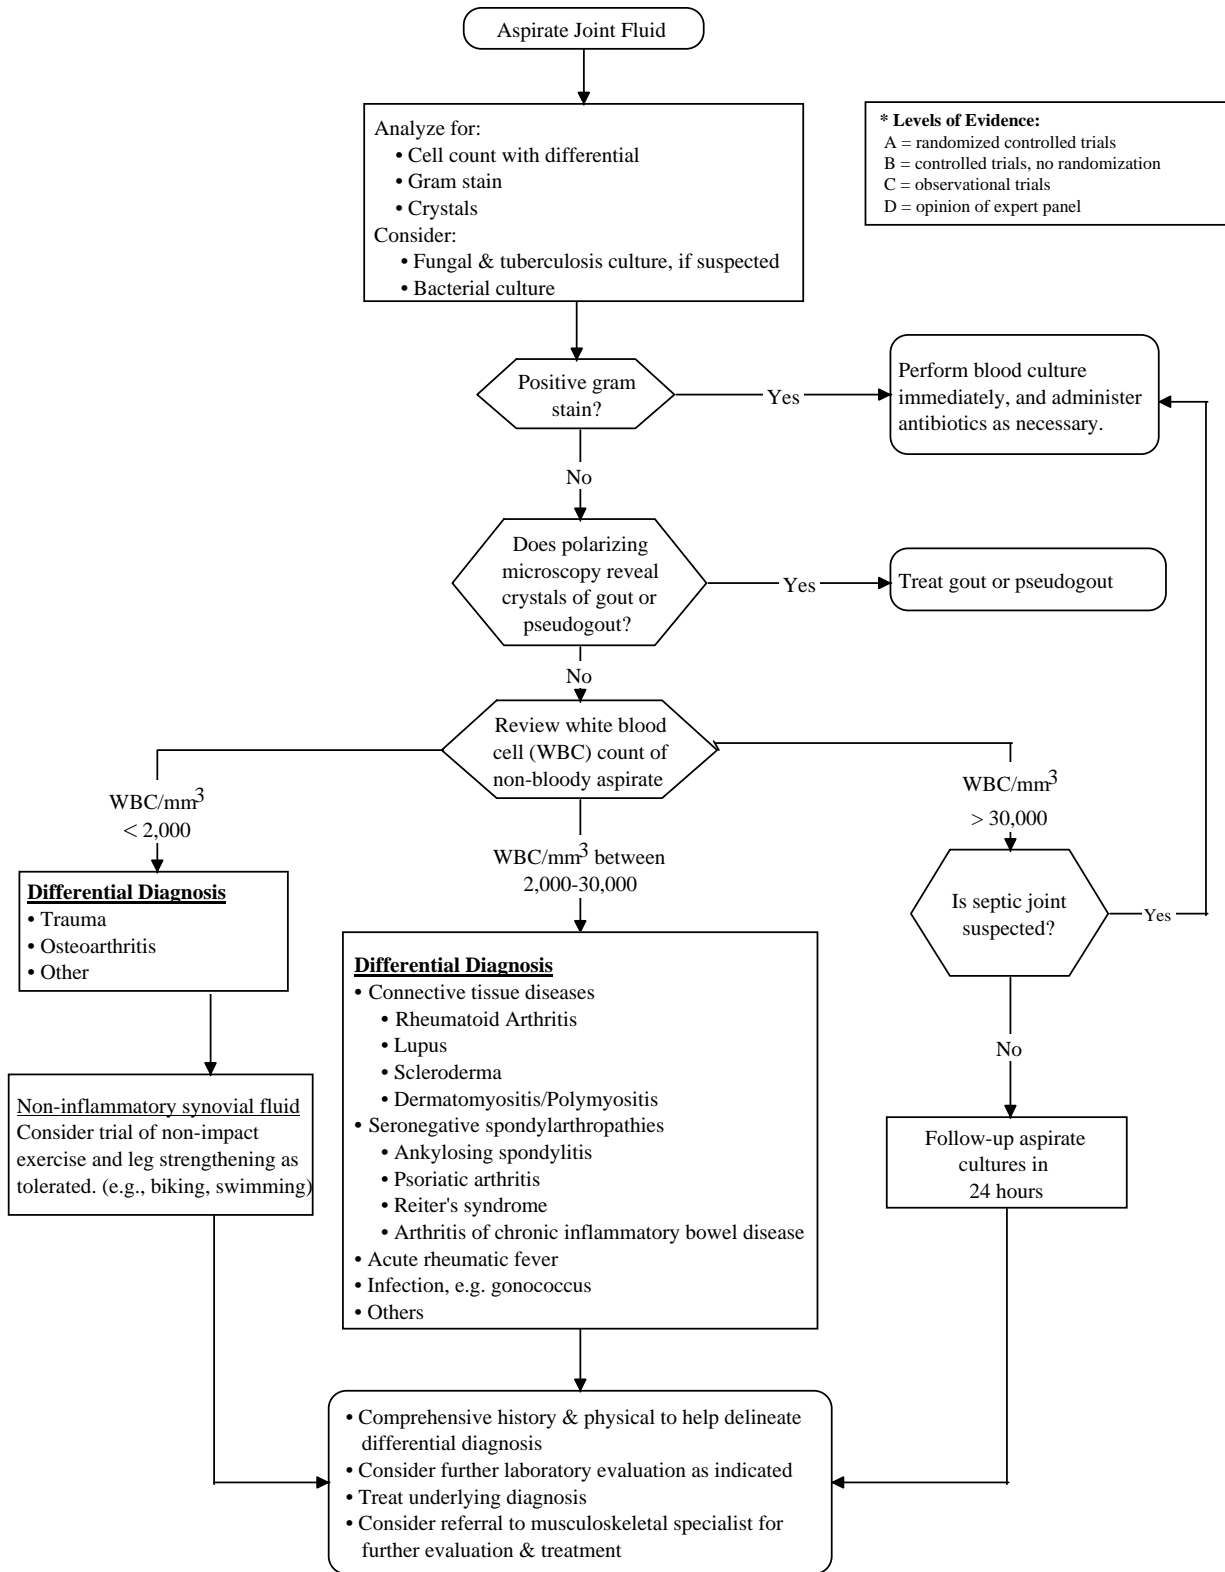 Aspirate Joint Fluid
Analyze for:
• Cell count with differential
• Gram stain
• Crystals
Consider:
• Fungal & tuberculosis culture, if suspected
• Bacterial culture
* Levels of Evidence:
A = randomized controlled trials
B = controlled trials, no randomization
C = observational trials
D = opinion of expert panel
Positive gram
stain?
Yes
Perform blood culture
immediately, and administer
antibiotics as necessary.
No
Does polarizing
microscopy reveal
crystals of gout or
pseudogout?
Yes
Treat gout or pseudogout
No
Review white blood
cell (WBC) count of
non-bloody aspirate
WBC/mm3
< 2,000
WBC/mm3 between
2,000-30,000
WBC/mm3
> 30,000
Differential Diagnosis
• Trauma
• Osteoarthritis
• Other
Non-inflammatory synovial fluid
Consider trial of non-impact
exercise and leg strengthening as
tolerated. (e.g., biking, swimming)
Differential Diagnosis
• Connective tissue diseases
• Rheumatoid Arthritis
• Lupus
• Scleroderma
• Dermatomyositis/Polymyositis
• Seronegative spondylarthropathies
• Ankylosing spondylitis
• Psoriatic arthritis
• Reiter's syndrome
• Arthritis of chronic inflammatory bowel disease
• Acute rheumatic fever
• Infection, e.g. gonococcus
• Others
Is septic joint
suspected?
Yes
No
Follow-up aspirate
cultures in
24 hours
• Comprehensive history & physical to help delineate
differential diagnosis
• Consider further laboratory evaluation as indicated
• Treat underlying diagnosis
• Consider referral to musculoskeletal specialist for
further evaluation & treatment